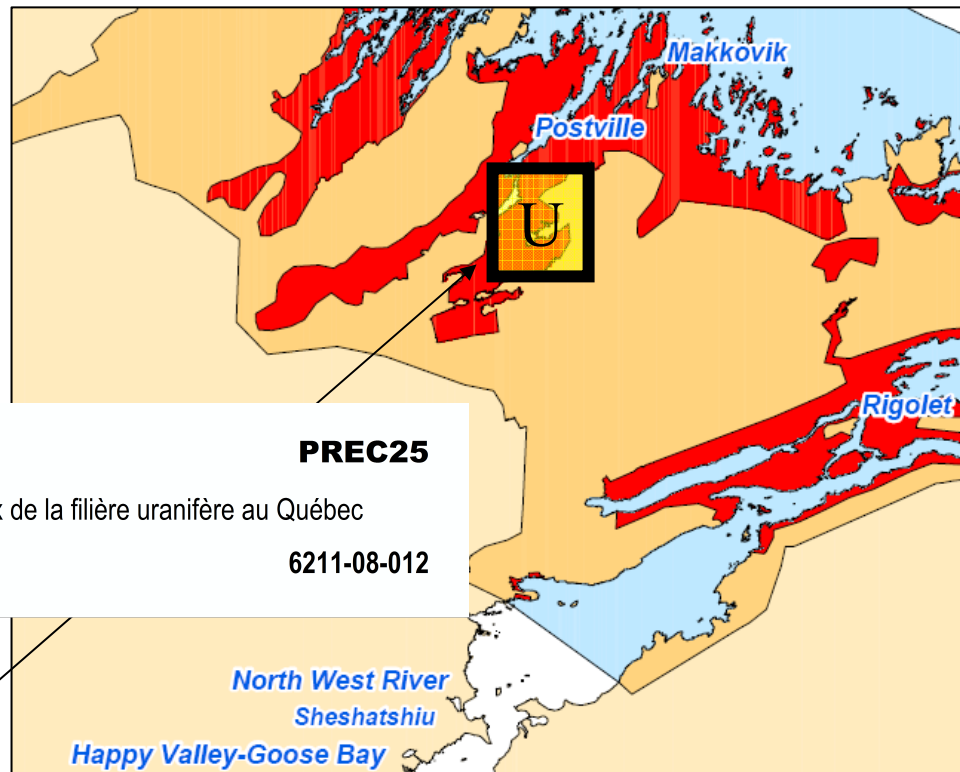 Makkovik
Postville
U
Rigolet
PREC25
de la filière uranifère au Québec
6211-08-012
North West River
Sheshatshiu
Happy Valley-Goose Bay